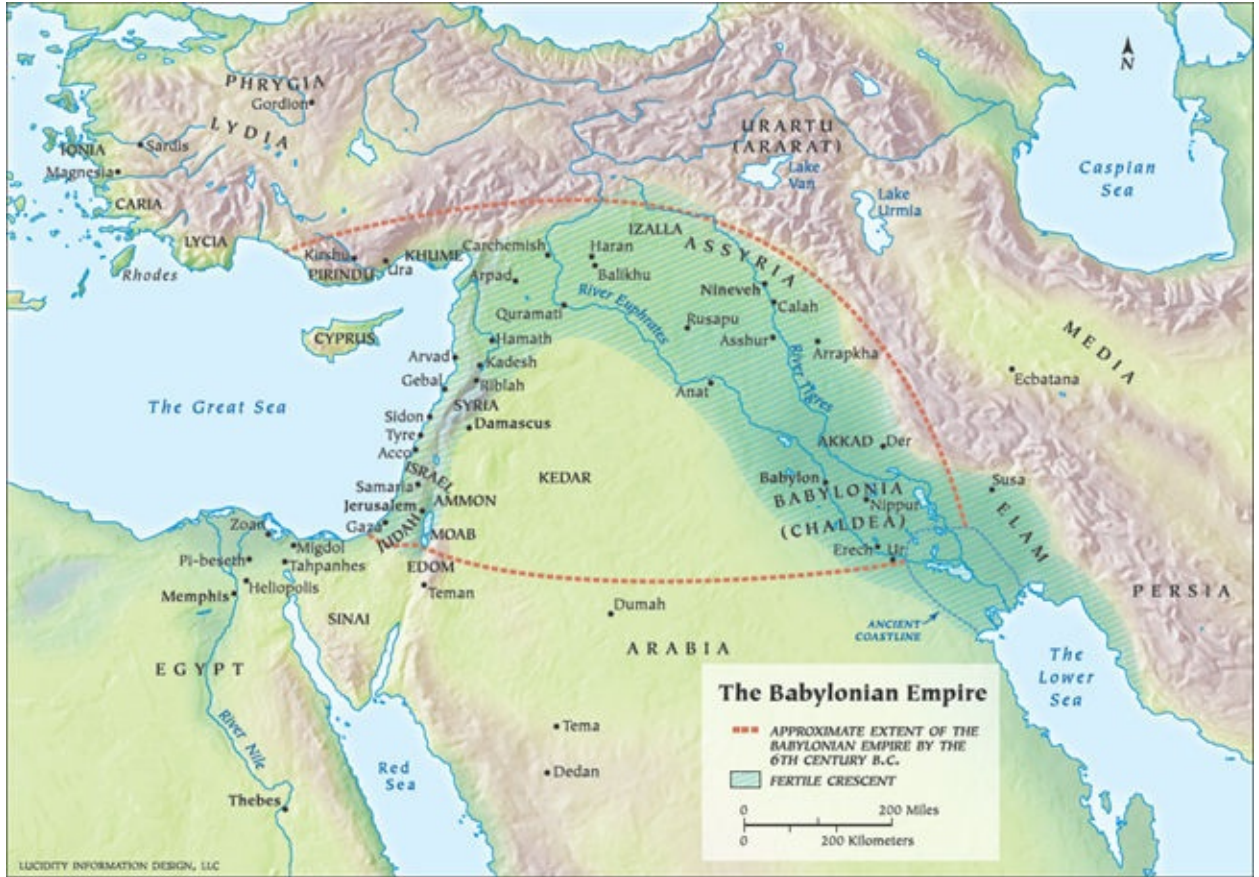 PHRYGIA
Gordion
LYDIA
IONIA
Sardis
Magnesia
CARIA
LYCIA
Rhodes
URARTU
(ARARAT)
Lake
Van
Lake
Urmia
Caspian
Sea
N
Kirshu
PIRINDU
Ura
KHUME
Carchemish
Arpad
Haran
Balikhu
IZALLA
ASSYRIA
Nineveh
Calah
Quramati
River Euphrates
Rusapu
Asshur
River Tigres
Arrapkha
MEDIA
Ecbatana
CYPRUS
Hamath
Arvad
Kadesh
Gebal
Riblah
SYRIA
Anat
The Great Sea
Sidon
Damascus
Tyre
Acco
ISRAEL
Samaria
Jerusalem
AMMON
Gaza
JUDAH
MOAB
EDOM
Teman
KEDAR
AKKAD
Der
Babylon
BABYLONIA
Nippur
(CHALDEA)
Erech
Ur
Susa
ELAM
PERSIA
Zoan
Migdol
Pi-beseth
Tahpanhes
Heliopolis
Memphis
SINAI
EGYPT
River Nile
Thebes
Red
Sea
Dumah
ARABIA
Tema
Dedan
ANCIENT
COASTLINE
The
Lower
Sea
The Babylonian Empire
APPROXIMATE EXTENT OF THE
BABYLONIAN EMPIRE BY THE
6TH CENTURY B.C.
FERTILE CRESCENT
0 200 Miles
0 200 Kilometers
LUCIDITY INFORMATION DESIGN, LLC